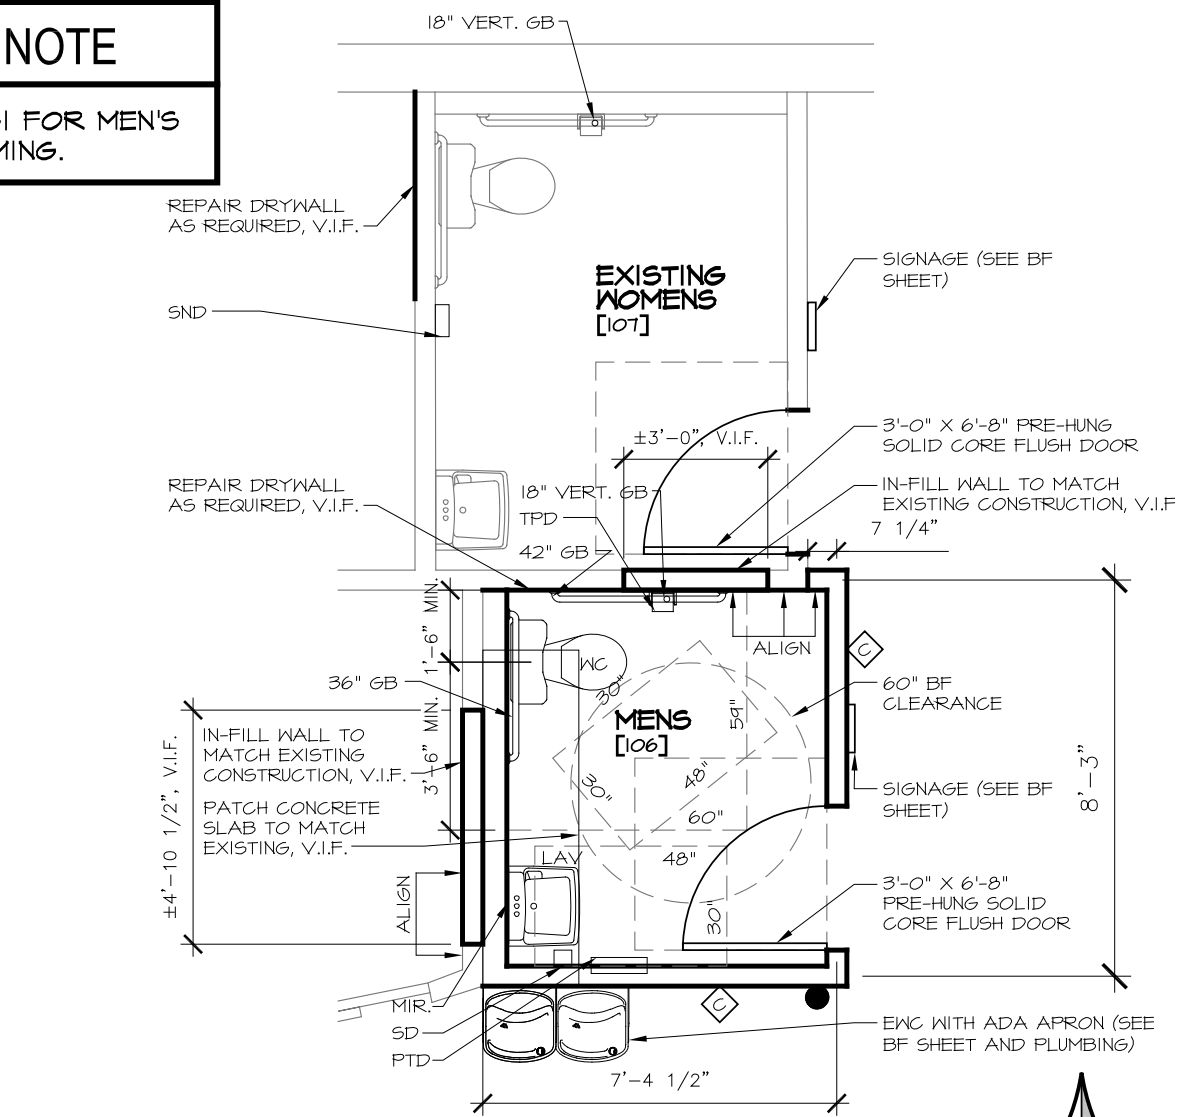 NOTE
FOR MEN'S
18" VERT. GB
REPAIR DRYWALL
AS REQUIRED, V.I.F.
SND
EXISTING
WOMENS
[107]
SIGNAGE (SEE BF
SHEET)
±3'-0", V.I.F.
3'-0" X 6'-8" PRE-HUNG
SOLID CORE FLUSH DOOR
REPAIR DRYWALL
AS REQUIRED, V.I.F.
18" VERT. GB
TPD
42" GB
IN-FILL WALL TO MATCH
EXISTING CONSTRUCTION, V.I.F
7 1/4"
1'-6" MIN.
ALIGN
C
WC
36" GB
30"
60" BF
CLEARANCE
MENS
[106]
59"
3'-6" MIN.
IN-FILL WALL TO
MATCH EXISTING
CONSTRUCTION, V.I.F.
±4'-10 1/2", V.I.F.
30"
48"
8'-3"
SIGNAGE (SEE BF
SHEET)
PATCH CONCRETE
SLAB TO MATCH
EXISTING, V.I.F.
60"
LAV
48"
ALIGN
30"
3'-0" X 6'-8"
PRE-HUNG SOLID
CORE FLUSH DOOR
MIR.
SD
PTD
C
EWC WITH ADA APRON (SEE
BF SHEET AND PLUMBING)
7'-4 1/2"